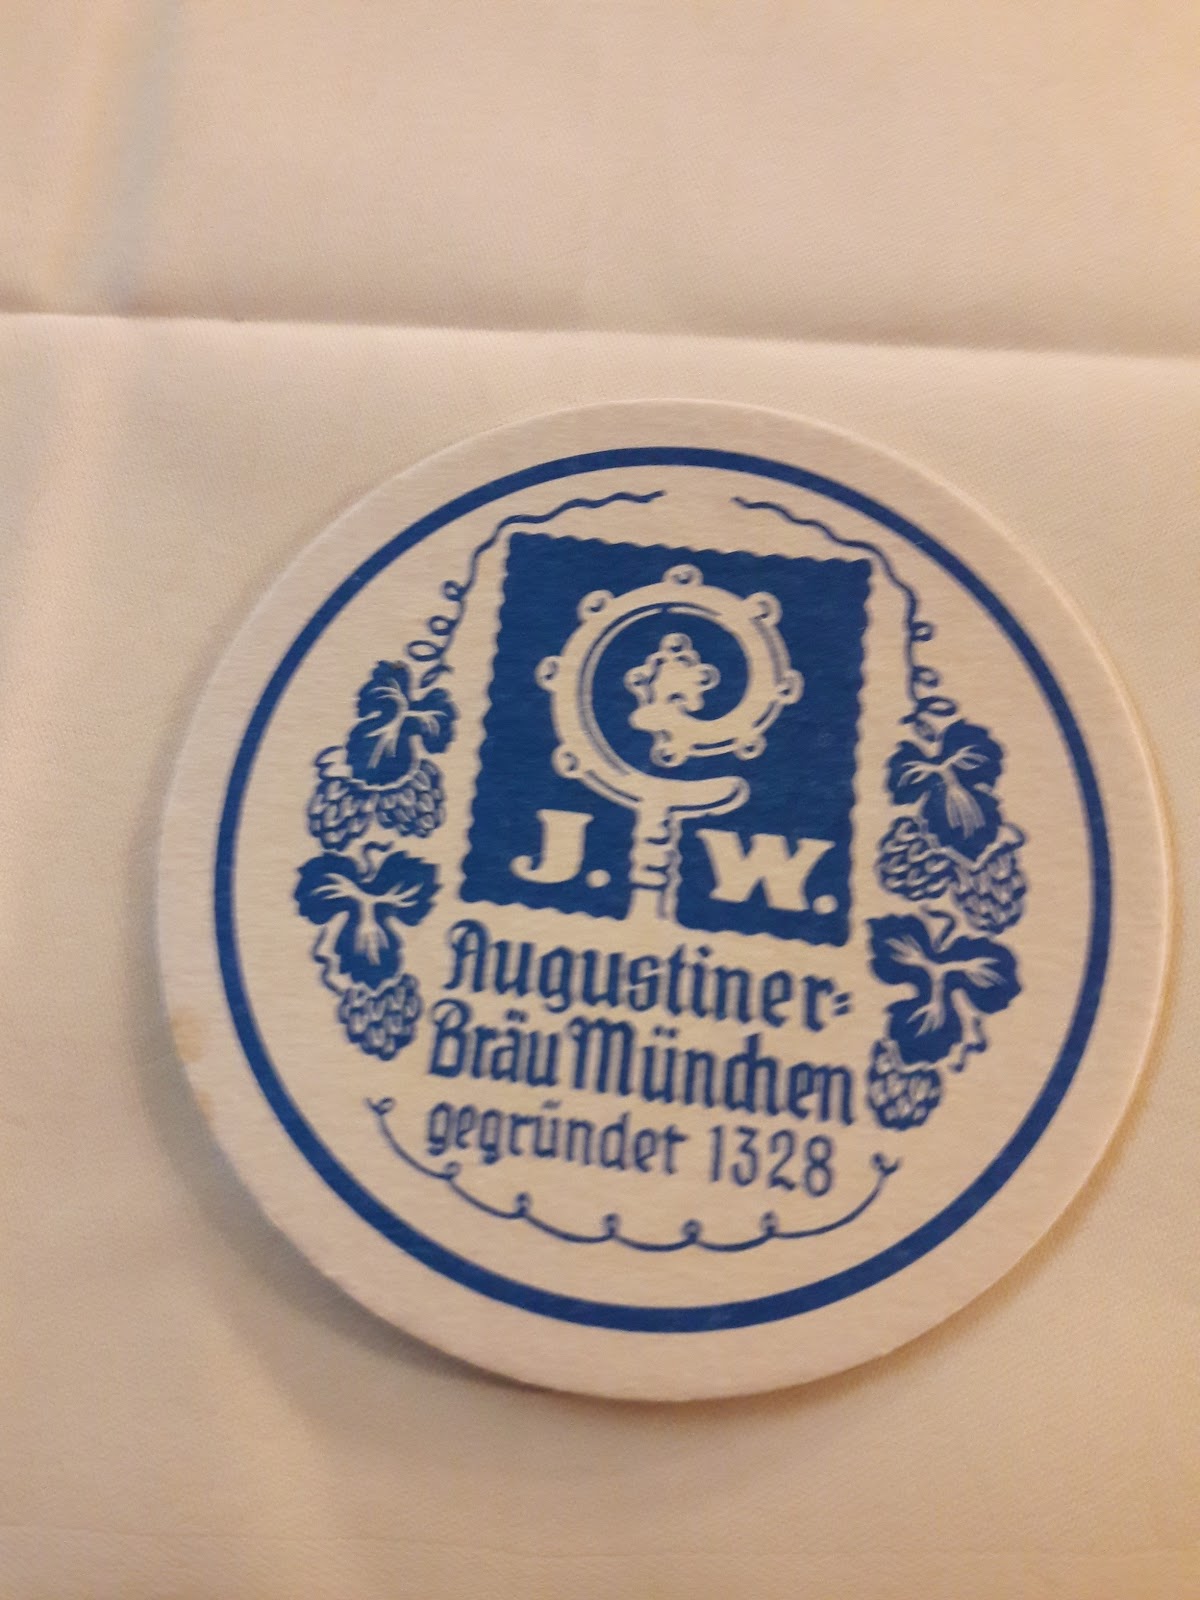 J. W.
Augustiner-
Bräu München
gegründet 1328